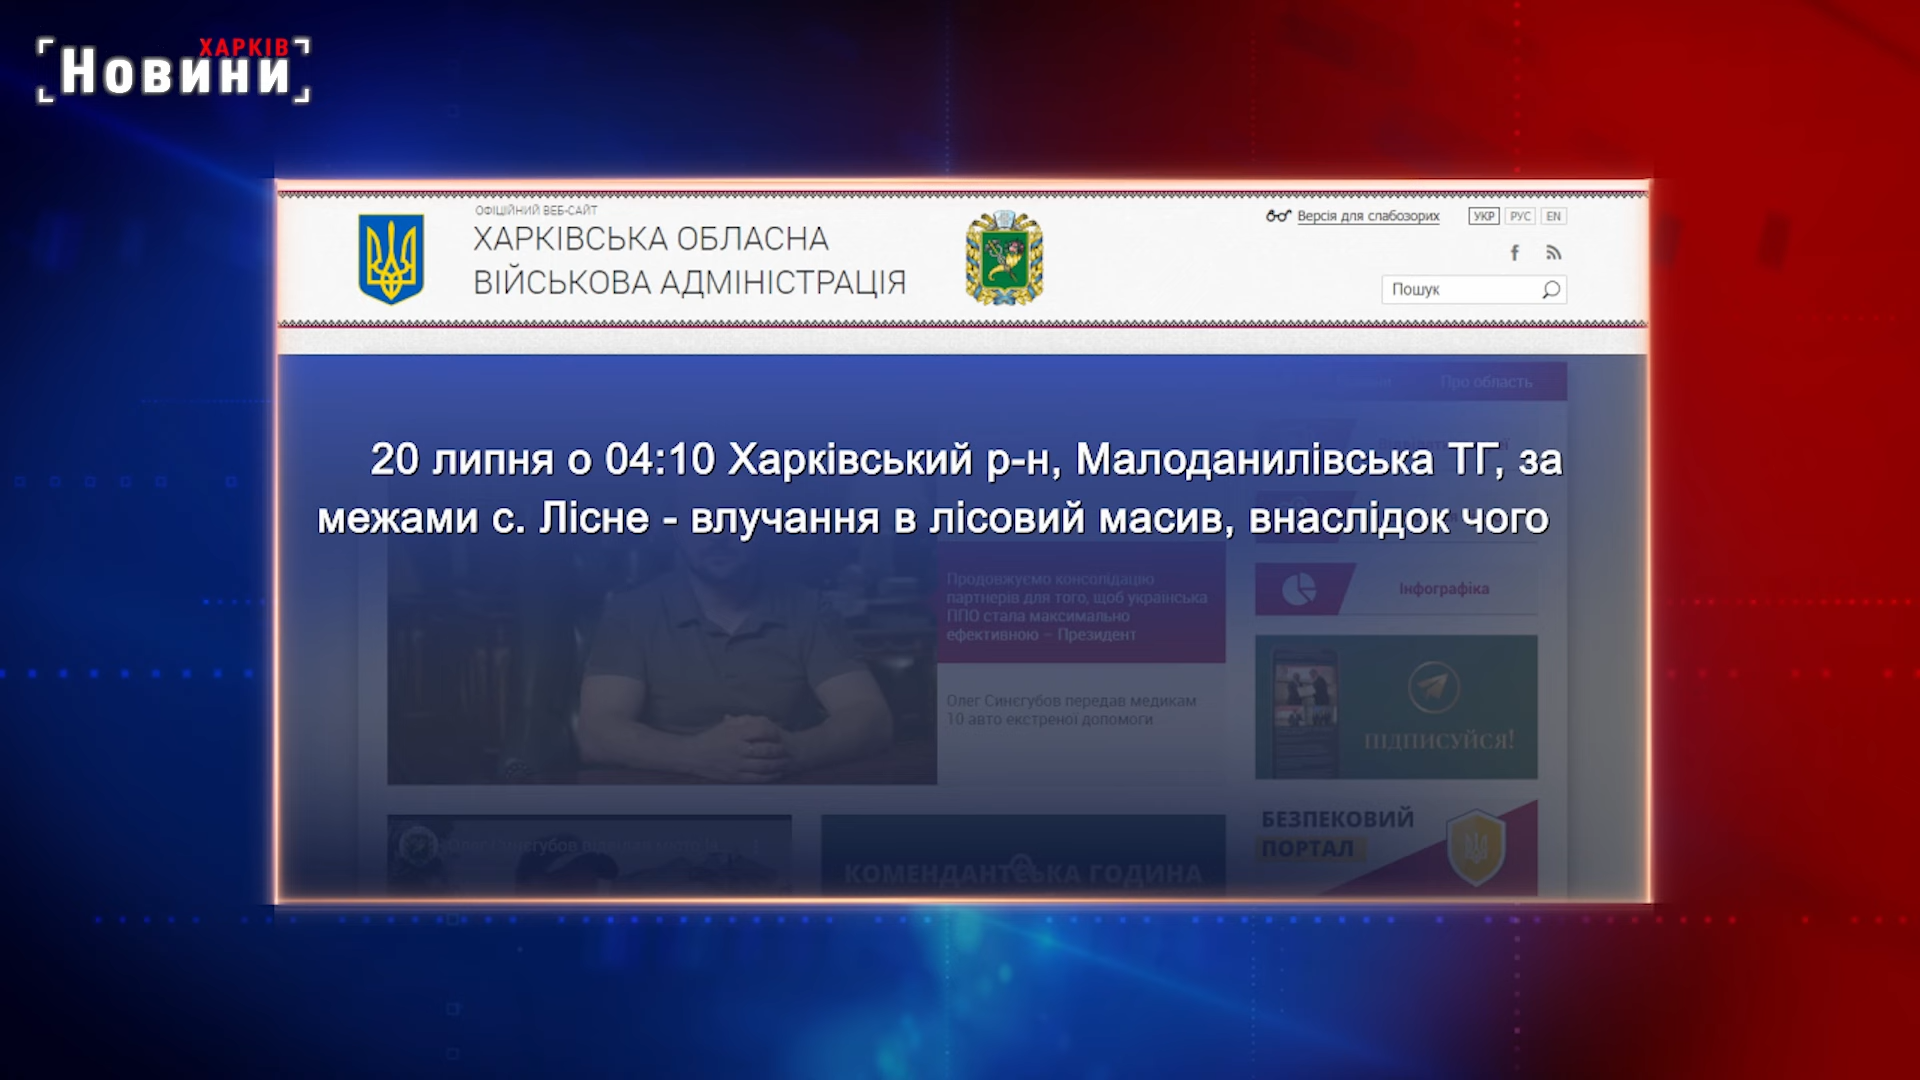 ХАРКІВ
Новини
ОФІЦІЙНИЙ ВЕБ-САЙТ
ХАРКІВСЬКА ОБЛАСНА
ВІЙСЬКОВА АДМІНІСТРАЦІЯ
Версія для слабозорих
УКР РУС EN
Пошук
Про область
20 липня о 04:10 Харківський р-н, Малоданилівська ТГ, за
межами с. Лісне - влучання в лісовий масив, внаслідок чого
Продовжуємо консолідацію
партнерів для того, щоб українська
ППО стала максимально
ефективною – Президент
Інфографіка
Олег Синєгубов передав медикам
10 авто екстреної допомоги
ПІДПИСУЙСЯ!
БЕЗПЕКОВИЙ
ПОРТАЛ
Олег Синєгубов
КОМЕНДАНТСЬКА ГОДИНА